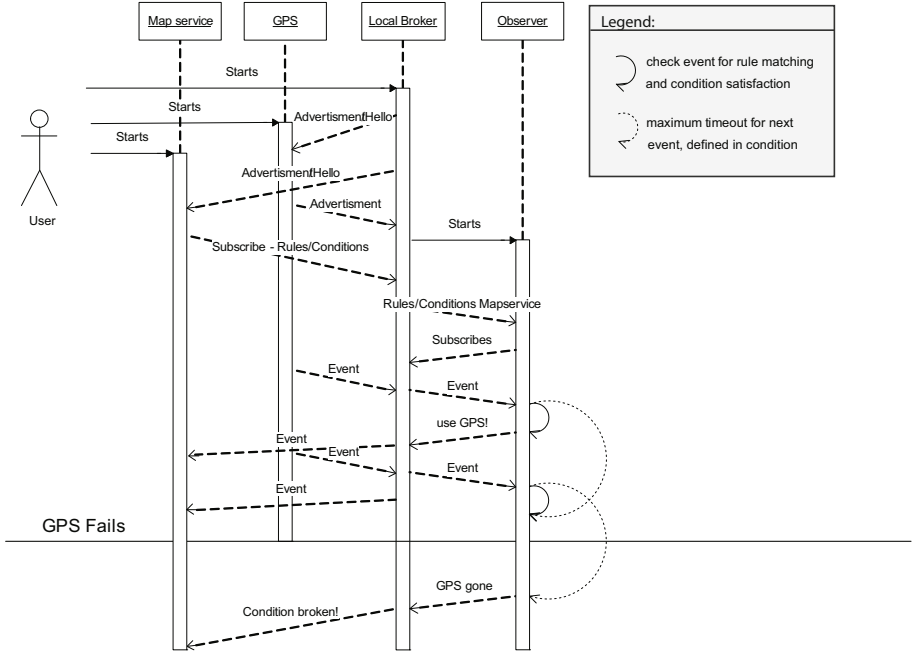 Map service
GPS
Local Broker
Observer
Legend:
check event for rule matching
and condition satisfaction
maximum timeout for next
event, defined in condition
Starts
Starts
Advertisment/Hello
Starts
User
Advertisment/Hello
Advertisment
Starts
Subscribe - Rules/Conditions
Rules/Conditions Mapservice
Subscribes
Event
Event
use GPS!
Event
Event
Event
Event
GPS Fails
GPS gone
Condition broken!